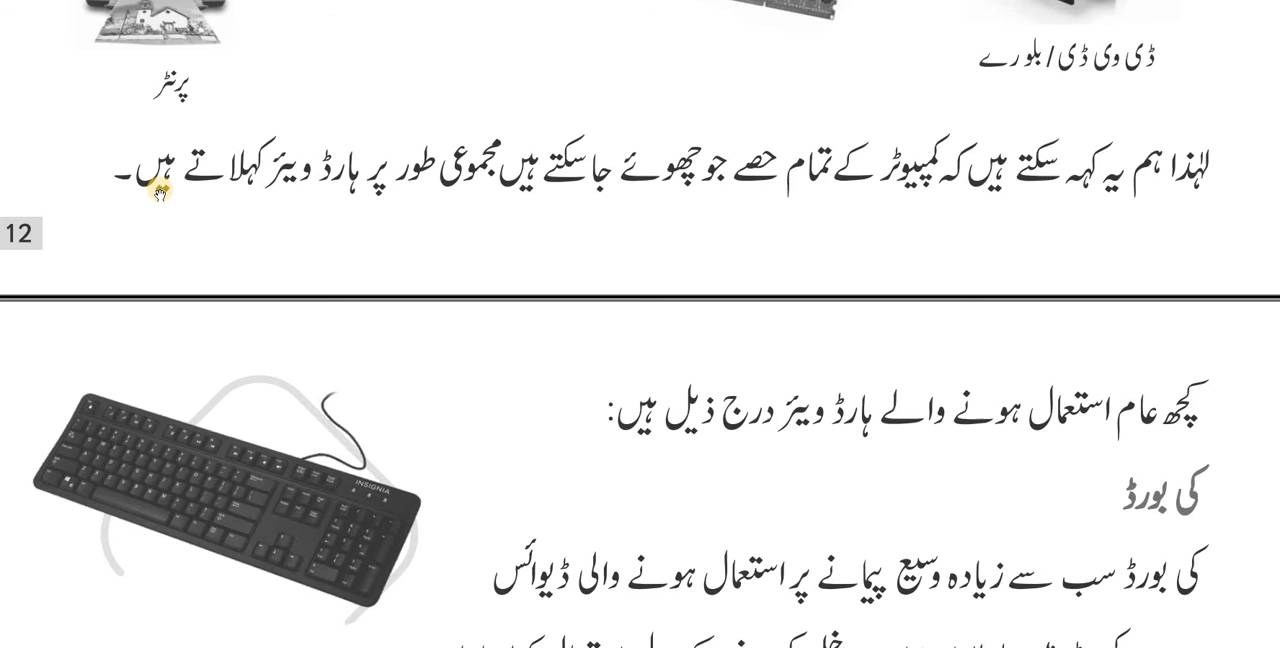 ڈی وی ڈی / بلو رے
پرنٹر
لہٰذا ہم یہ کہہ سکتے ہیں کہ کمپیوٹر کے تمام حصے جو چھوئے جا سکتے ہیں مجموعی طور پر ہارڈ ویئر کہلاتے ہیں۔
12
کچھ عام استعمال ہونے والے ہارڈ ویئر درج ذیل ہیں:
INSIGNIA
کی بورڈ
کی بورڈ سب سے زیادہ وسیع پیمانے پر استعمال ہونے والی ڈیوائس